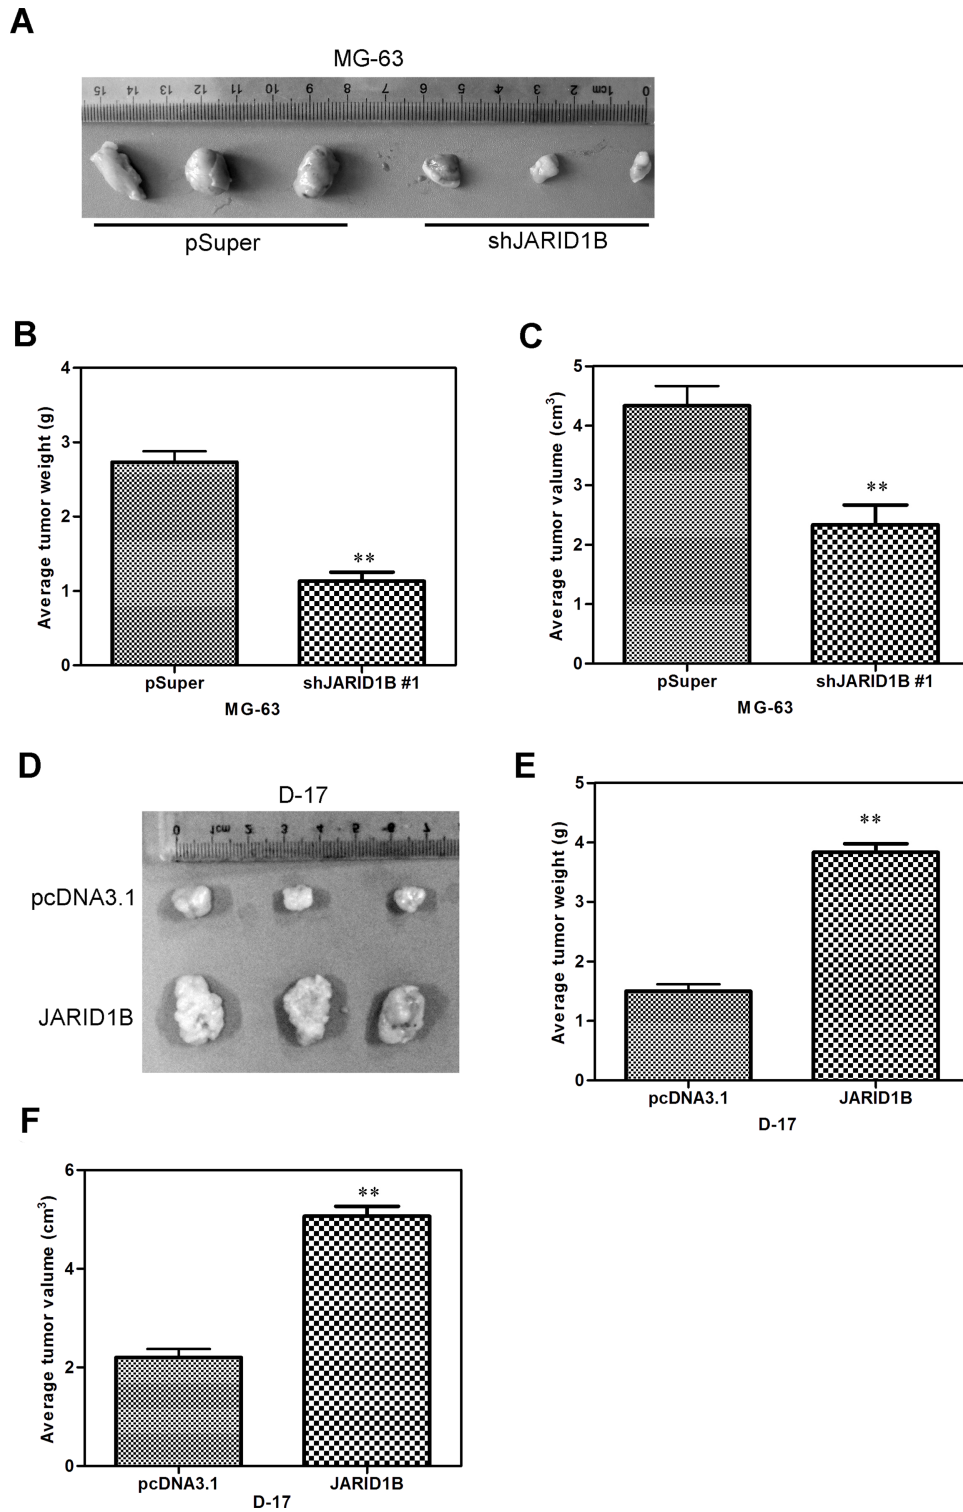 A
MG-63
15 14 13 12 11 10 9 8 7 6 5 4 3 2 1cm 0
pSuper shJARID1B
B
Average tumor weight (g)
4
3
2
1
0
**
pSuper shJARID1B #1
MG-63
C
Average tumor valume (cm3)
5
4
3
2
1
0
**
pSuper shJARID1B #1
MG-63
D
D-17
0 1cm 2 3 4 5 6 7
pcDNA3.1
JARID1B
E
Average tumor weight (g)
5
4
3
2
1
0
**
pcDNA3.1 JARID1B
D-17
F
Average tumor valume (cm3)
6
4
2
0
**
pcDNA3.1 JARID1B
D-17